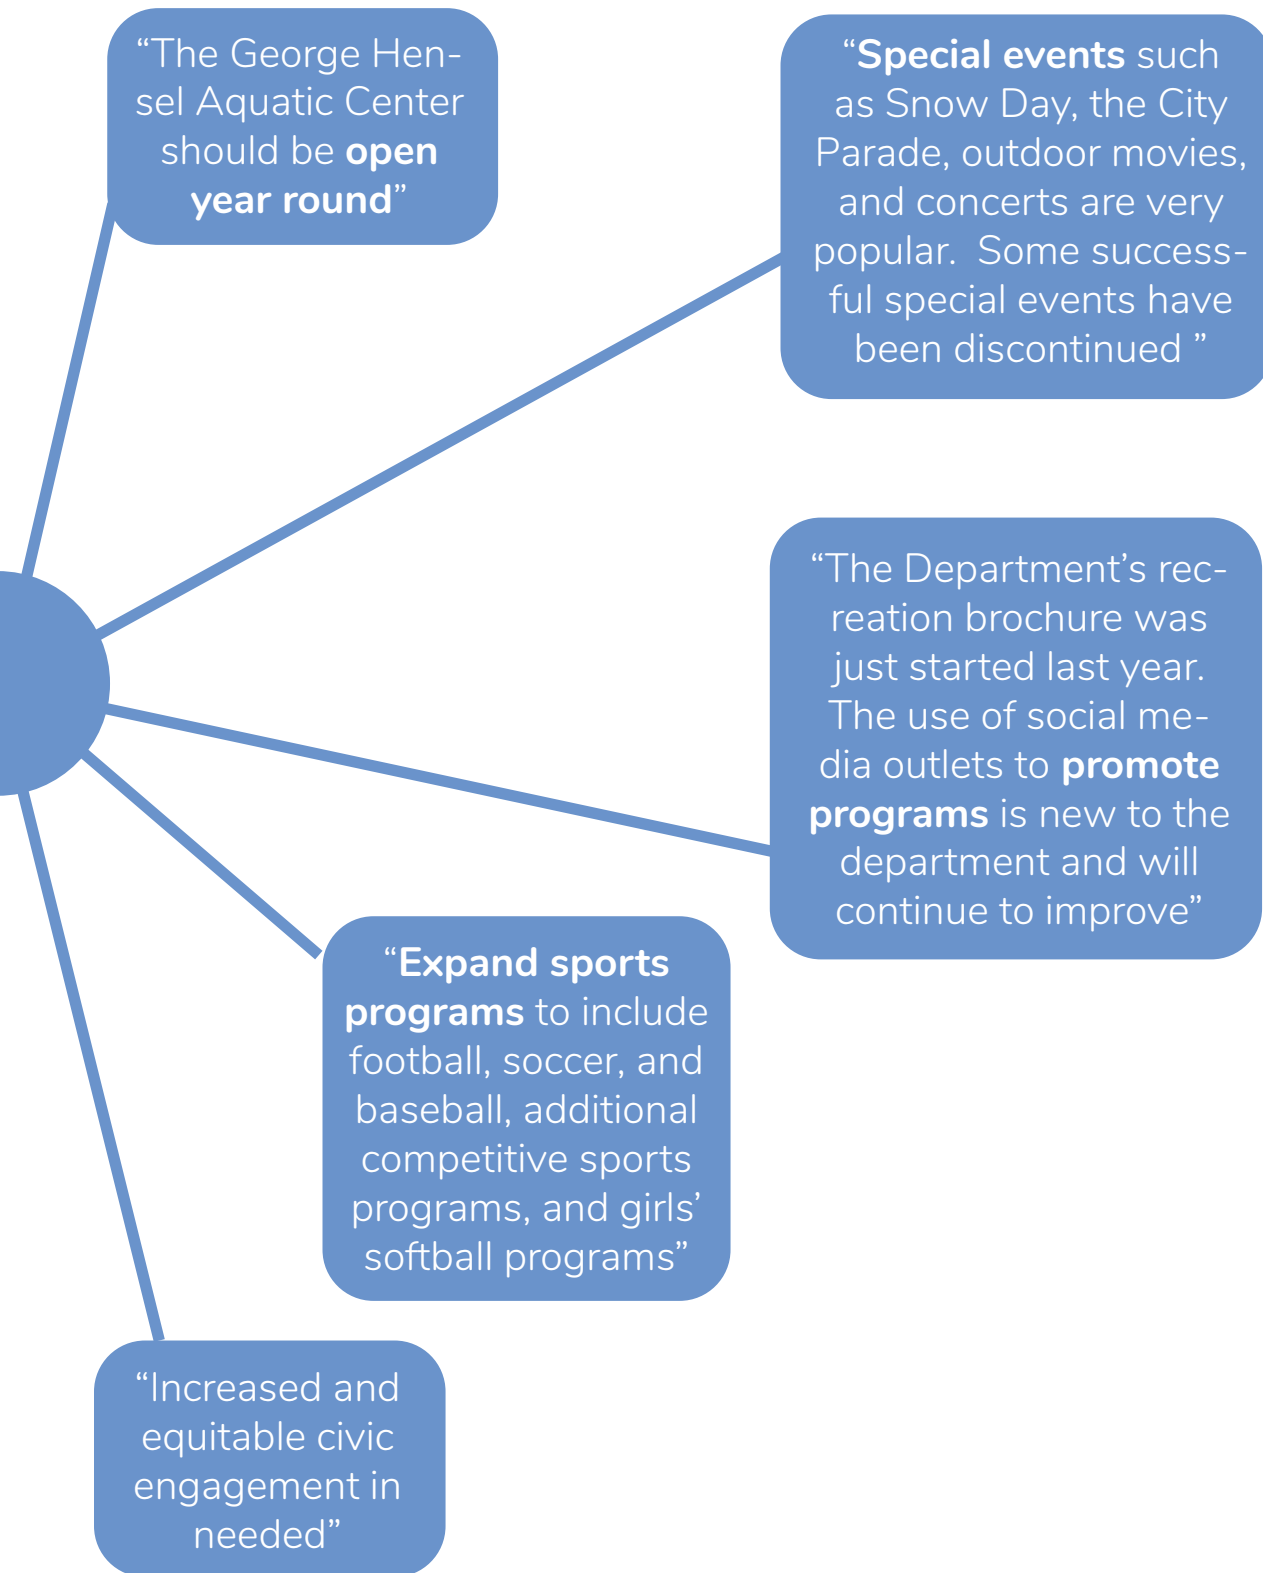 “The George Hen-
sel Aquatic Center
should be open
year round”
“Special events such
as Snow Day, the City
Parade, outdoor movies,
and concerts are very
popular.  Some success-
ful special events have
been discontinued ”
“The Department’s rec-
reation brochure was
just started last year.
The use of social me-
dia outlets to promote
programs is new to the
department and will
continue to improve”
“Expand sports
programs to include
football, soccer, and
baseball, additional
competitive sports
programs, and girls’
softball programs”
“Increased and
equitable civic
engagement in
needed”